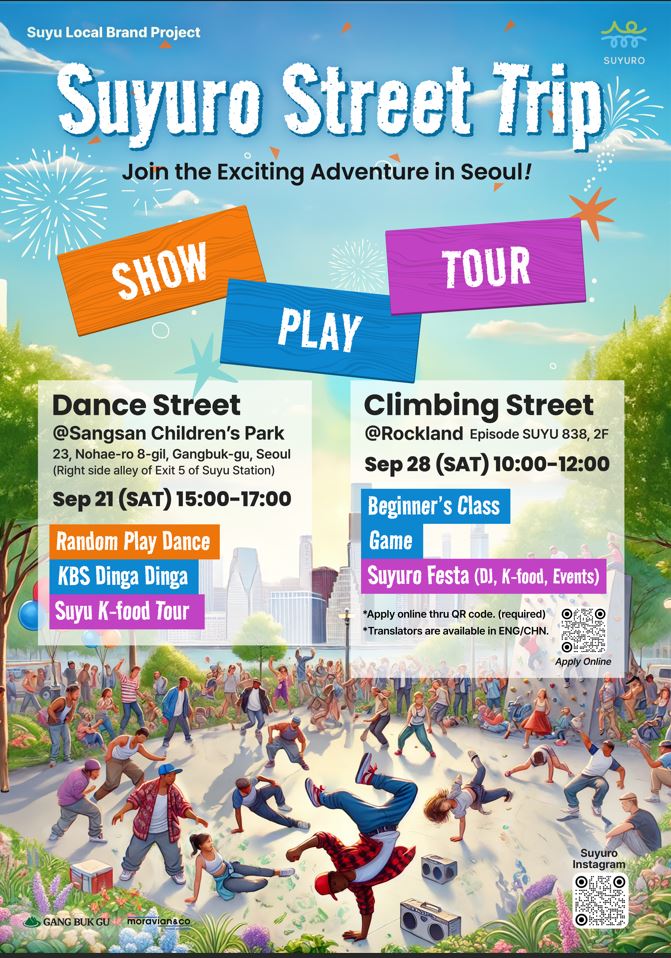 Suyu Local Brand Project
SUYURO
Suyuro Street Trip
Join the Exciting Adventure in Seoul!
SHOW
PLAY
TOUR
Dance Street
@Sangsan Children's Park
23, Nohae-ro 8-gil, Gangbuk-gu, Seoul
(Right side alley of Exit 5 of Suyu Station)
Sep 21 (SAT) 15:00-17:00
Random Play Dance
KBS Dinga Dinga
Suyu K-food Tour
Climbing Street
@Rockland Episode SUYU 838, 2F
Sep 28 (SAT) 10:00-12:00
Beginner's Class
Game
Suyuro Festa (DJ, K-food, Events)
*Apply online thru QR code. (required)
*Translators are available in ENG/CHN.
Apply Online
Suyuro
Instagram
GANG BUK GU
moravian&co